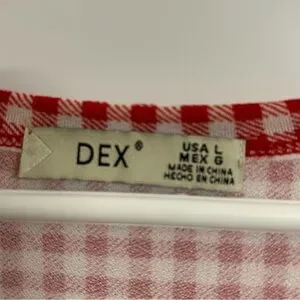 DEX®
USA L
MEX G
MADE IN CHINA
HECHO EN CHINA